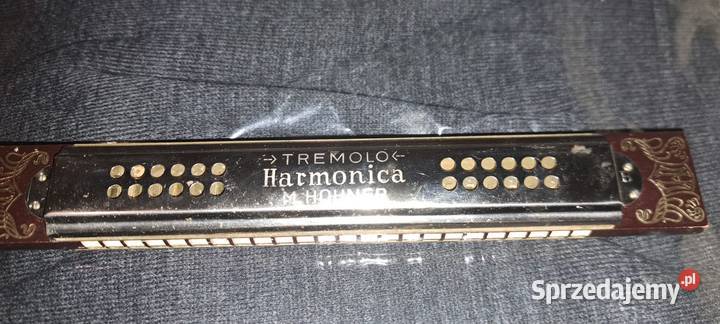 →TREMOLO←
Harmonica
M. HOHNER
Sprzedajemy.pl